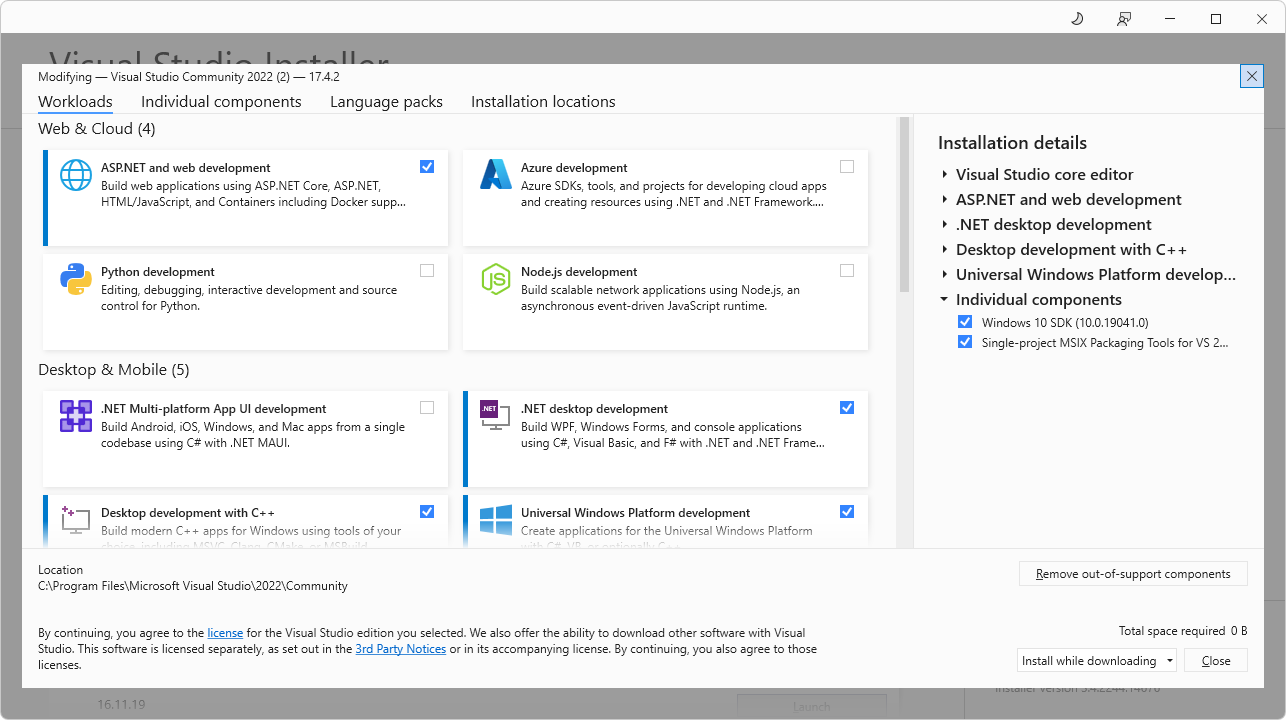 Visual Studio Installer
Modifying — Visual Studio Community 2022 (2) — 17.4.2
Workloads
Individual components
Language packs
Installation locations
Web & Cloud (4)
ASP.NET and web development
Build web applications using ASP.NET Core, ASP.NET,
HTML/JavaScript, and Containers including Docker supp...
Azure development
Azure SDKs, tools, and projects for developing cloud apps
and creating resources using .NET and .NET Framework....
Python development
Editing, debugging, interactive development and source
control for Python.
Node.js development
Build scalable network applications using Node.js, an
asynchronous event-driven JavaScript runtime.
Desktop & Mobile (5)
.NET Multi-platform App UI development
Build Android, iOS, Windows, and Mac apps from a single
codebase using C# with .NET MAUI.
.NET
.NET desktop development
Build WPF, Windows Forms, and console applications
using C#, Visual Basic, and F# with .NET and .NET Frame...
Desktop development with C++
Build modern C++ apps for Windows using tools of your
choice, including MSVC, Clang, CMake, or MSBuild.
Universal Windows Platform development
Create applications for the Universal Windows Platform
with C#, VB, or optionally C++.
Installation details
Visual Studio core editor
ASP.NET and web development
.NET desktop development
Desktop development with C++
Universal Windows Platform develop...
Individual components
Windows 10 SDK (10.0.19041.0)
Single-project MSIX Packaging Tools for VS 2...
Location
C:\Program Files\Microsoft Visual Studio\2022\Community
Remove out-of-support components
By continuing, you agree to the license for the Visual Studio edition you selected. We also offer the ability to download other software with Visual
Studio. This software is licensed separately, as set out in the 3rd Party Notices or in its accompanying license. By continuing, you also agree to those
licenses.
Total space required 0 B
Install while downloading
Close
16.11.19
Launch
Installer version